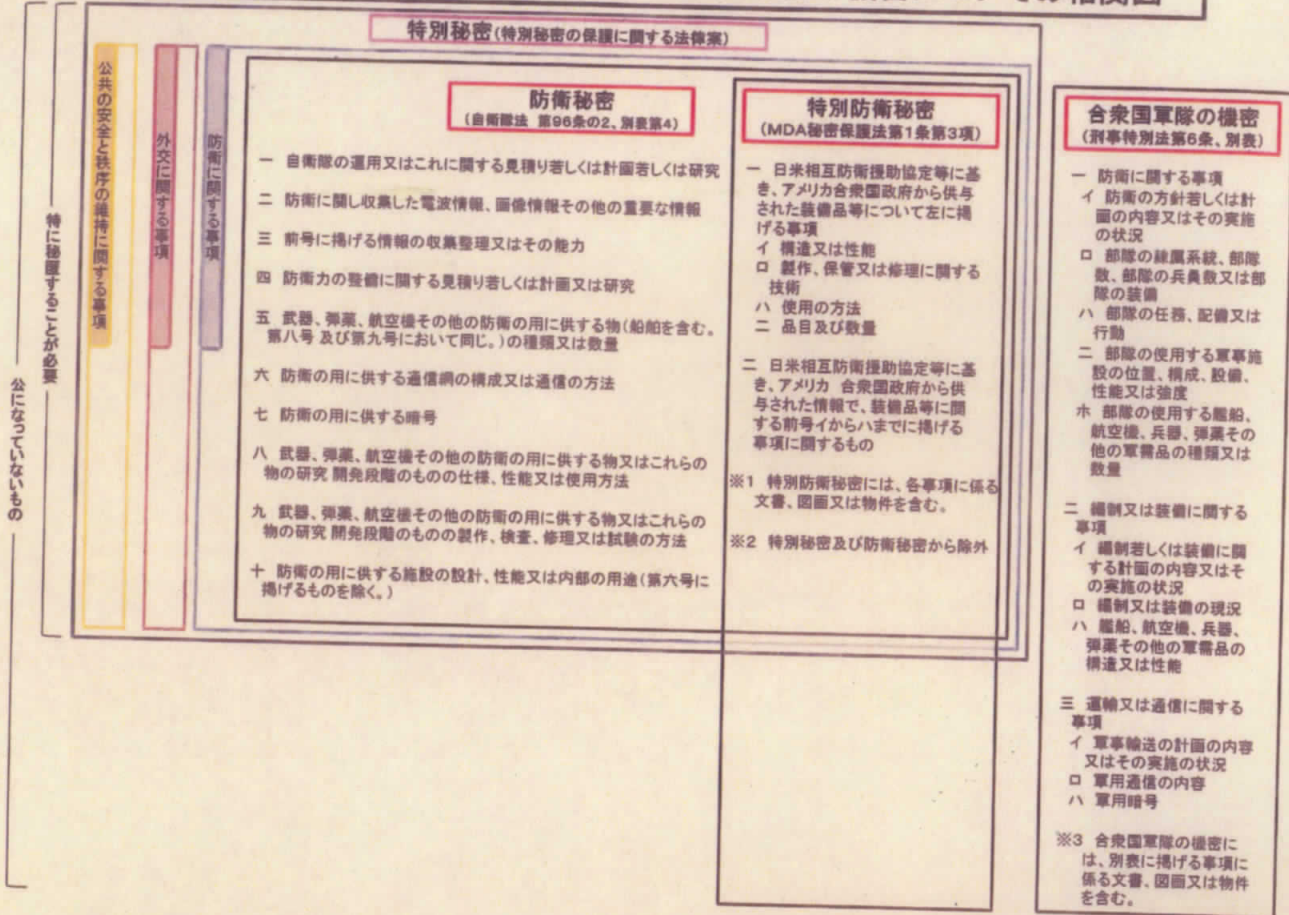 相関図
特別秘密(特別秘密の保護に関する法律案)
公になっていないもの
特に秘匿することが必要
公共の安全と秩序の維持に関する事項
外交に関する事項
防衛に関する事項
防衛秘密
(自衛隊法 第96条の2、別表第4)
一 自衛隊の運用又はこれに関する見積り若しくは計画若しくは研究
二 防衛に関し収集した電波情報、画像情報その他の重要な情報
三 前号に掲げる情報の収集整理又はその能力
四 防衛力の整備に関する見積り若しくは計画又は研究
五 武器、弾薬、航空機その他の防衛の用に供する物(船舶を含む。
第八号 及び第九号において同じ。)の種類又は数量
六 防衛の用に供する通信網の構成又は通信の方法
七 防衛の用に供する暗号
八 武器、弾薬、航空機その他の防衛の用に供する物又はこれらの
物の研究 開発段階のものの仕様、性能又は使用方法
九 武器、弾薬、航空機その他の防衛の用に供する物又はこれらの
物の研究 開発段階のものの製作、検査、修理又は試験の方法
十 防衛の用に供する施設の設計、性能又は内部の用途(第六号に
掲げるものを除く。)
特別防衛秘密
(MDA秘密保護法第1条第3項)
一 日米相互防衛援助協定等に基
き、アメリカ合衆国政府から供与
された装備品等について左に掲
げる事項
イ 構造又は性能
ロ 製作、保管又は修理に関する
技術
ハ 使用の方法
ニ 品目及び数量
二 日米相互防衛援助協定等に基
き、アメリカ 合衆国政府から供
与された情報で、装備品等に関
する前号イからハまでに掲げる
事項に関するもの
※1 特別防衛秘密には、各事項に係る
文書、図画又は物件を含む。
※2 特別秘密及び防衛秘密から除外
合衆国軍隊の機密
(刑事特別法第6条、別表)
一 防衛に関する事項
イ 防衛の方針若しくは計
画の内容又はその実施
の状況
ロ 部隊の隷属系統、部隊
数、部隊の兵員数又は部
隊の装備
ハ 部隊の任務、配備又は
行動
ニ 部隊の使用する軍事施
設の位置、構成、設備、
性能又は強度
ホ 部隊の使用する艦船、
航空機、兵器、弾薬その
他の軍需品の種類又は
数量
二 編制又は装備に関する
事項
イ 編制若しくは装備に関
する計画の内容又はそ
の実施の状況
ロ 編制又は装備の現況
ハ 艦船、航空機、兵器、
弾薬その他の軍需品の
構造又は性能
三 運輸又は通信に関する
事項
イ 軍事輸送の計画の内容
又はその実施の状況
ロ 軍用通信の内容
ハ 軍用暗号
※3 合衆国軍隊の機密に
は、別表に掲げる事項に
係る文書、図画又は物件
を含む。